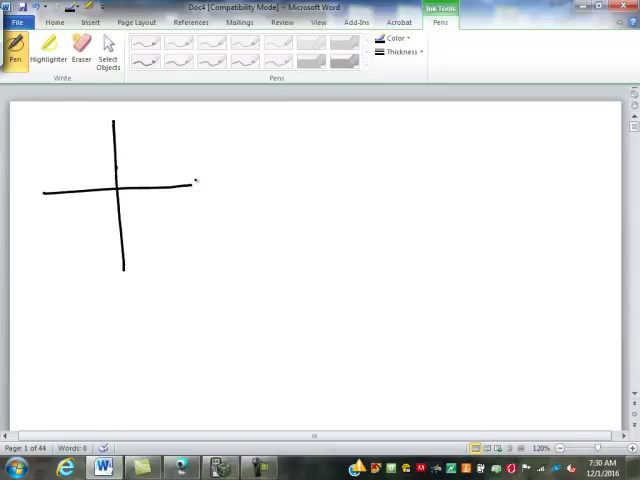 Doc4 [Compatibility Mode] - Microsoft Word
Ink Tools
File Home Insert Page Layout References Mailings Review View Add-Ins Acrobat Pens
Pen Highlighter Eraser Select Objects
Color
Thickness
Write Pens
Page: 1 of 44 Words: 0 120%
7:30 AM
12/1/2016